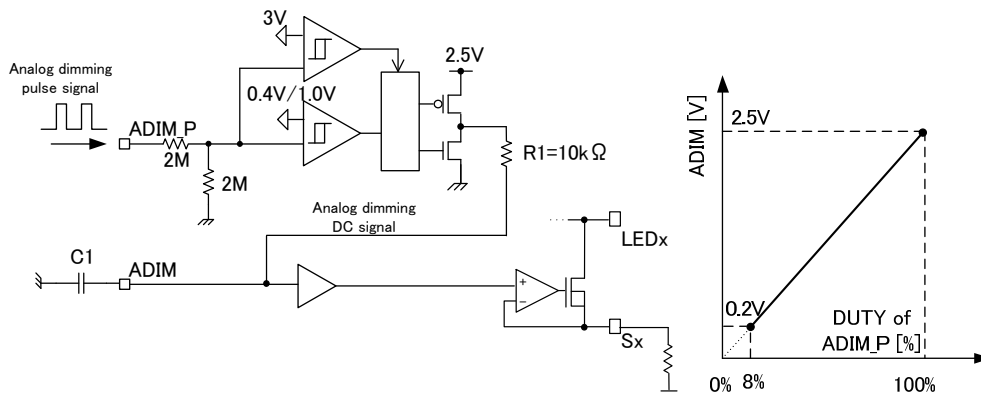 3V
2.5V
Analog dimming
pulse signal
0.4V/1.0V
ADIM_P
2M
2M
R1=10kΩ
Analog dimming
DC signal
LEDx
C1
ADIM
+
−
Sx
ADIM [V]
2.5V
0.2V
DUTY of
ADIM_P [%]
0%
8%
100%